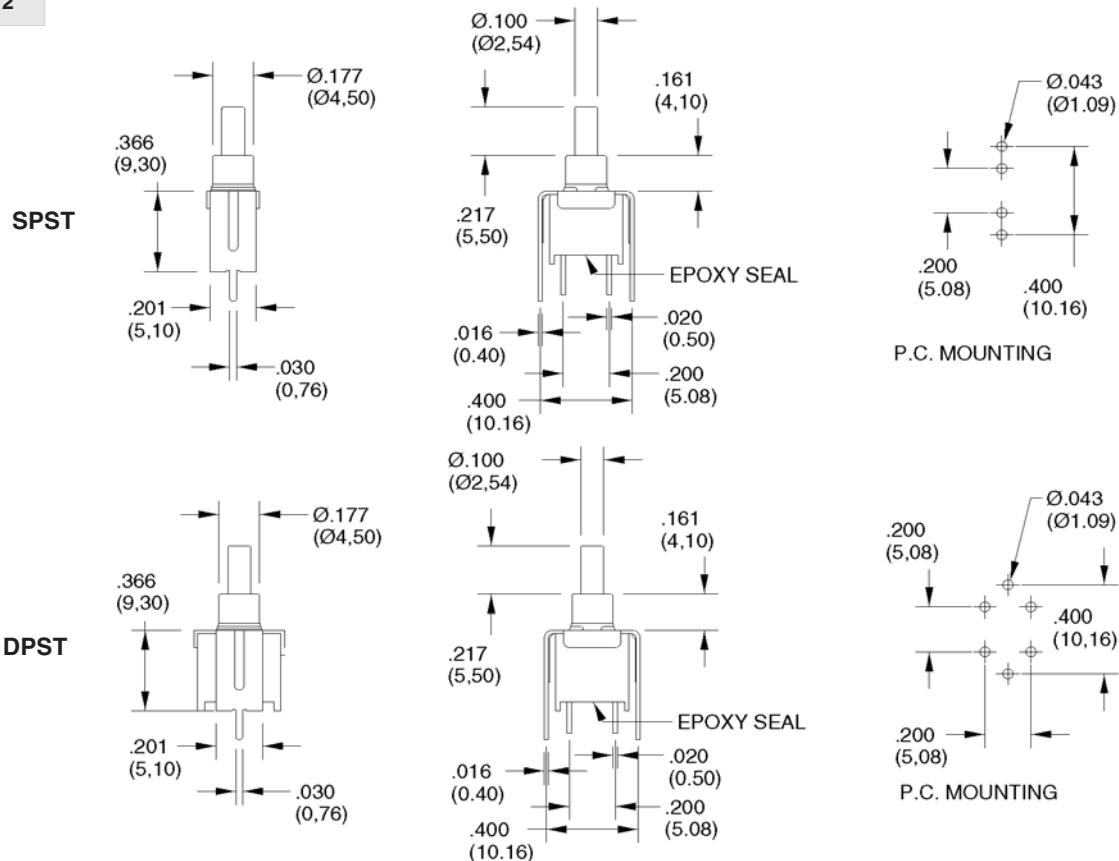 2
SPST
Ø.177
(Ø4,50)
.366
(9,30)
.201
(5,10)
.030
(0,76)
Ø.100
(Ø2,54)
.161
(4,10)
.217
(5,50)
EPOXY SEAL
.016
(0.40)
.020
(0.50)
.200
(5.08)
.400
(10.16)
Ø.043
(Ø1.09)
.200
(5.08)
.400
(10.16)
P.C. MOUNTING
DPST
Ø.177
(Ø4,50)
.366
(9,30)
.201
(5,10)
.030
(0,76)
Ø.100
(Ø2,54)
.161
(4,10)
.217
(5,50)
EPOXY SEAL
.016
(0.40)
.020
(0.50)
.200
(5.08)
.400
(10.16)
Ø.043
(Ø1.09)
.200
(5,08)
.400
(10,16)
.200
(5,08)
P.C. MOUNTING